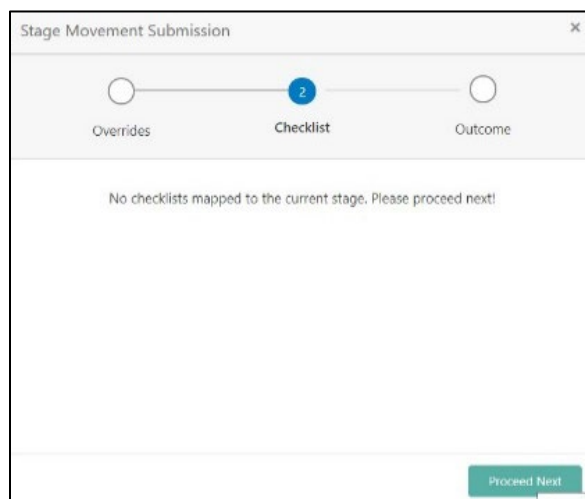 Stage Movement Submission ×
2
Overrides Checklist Outcome
No checklists mapped to the current stage. Please proceed next!
Proceed Next